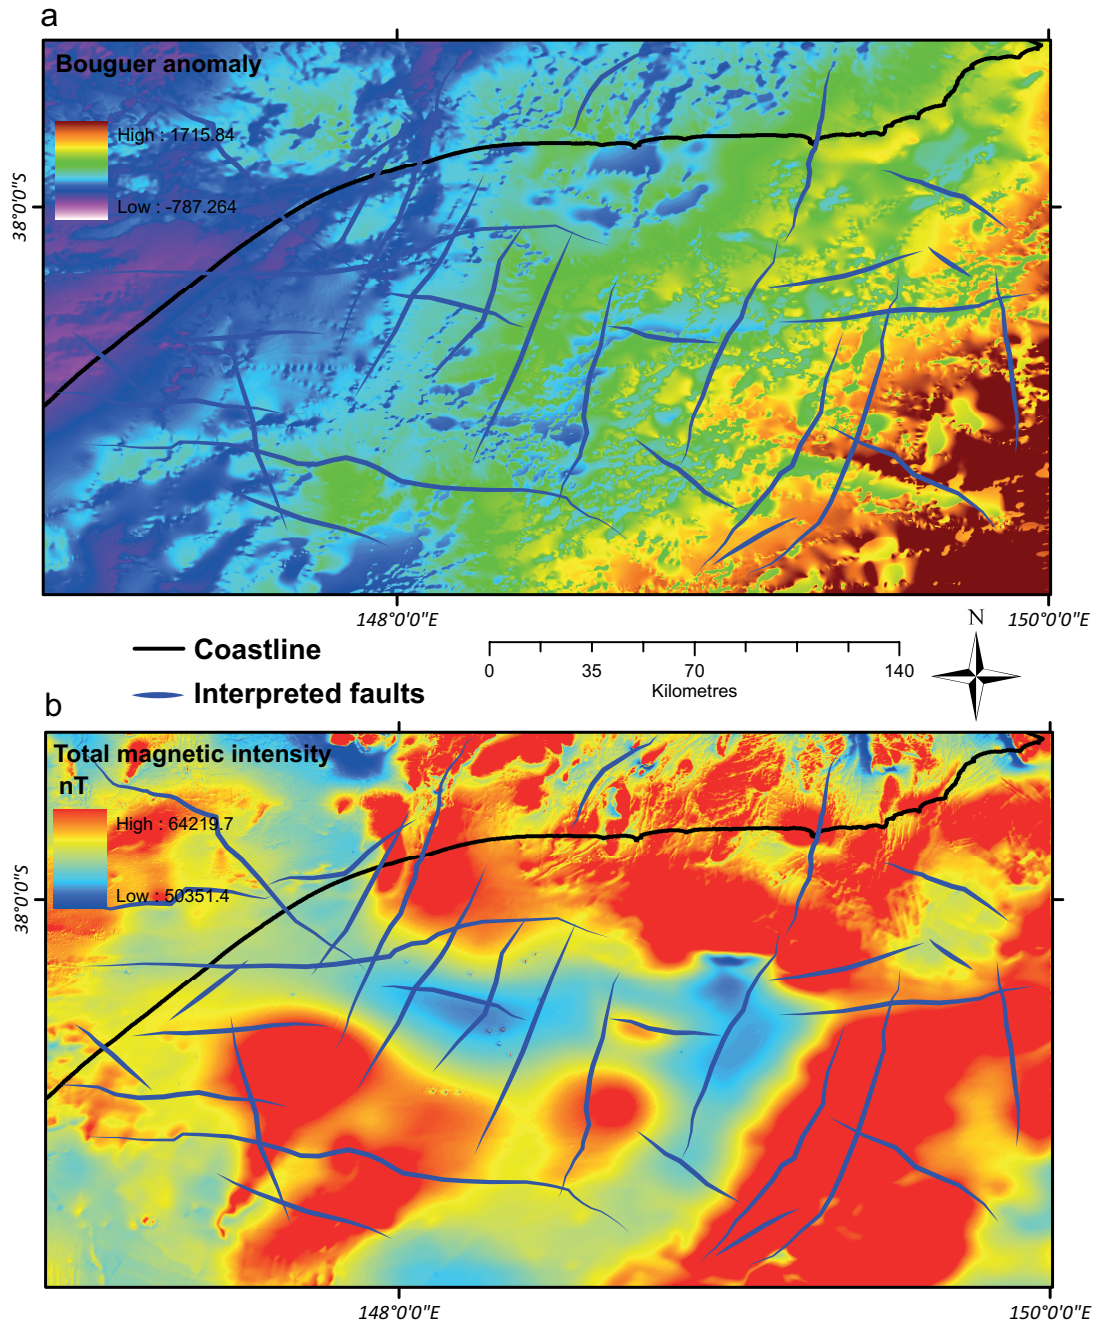 a
Bouguer anomaly
High : 1715.84
Low : -787.264
38°0'0"S
148°0'0"E
150°0'0"E
Coastline
Interpreted faults
0
35
70
140
Kilometres
N
b
Total magnetic intensity
nT
High : 64219.7
Low : 50351.4
38°0'0"S
148°0'0"E
150°0'0"E